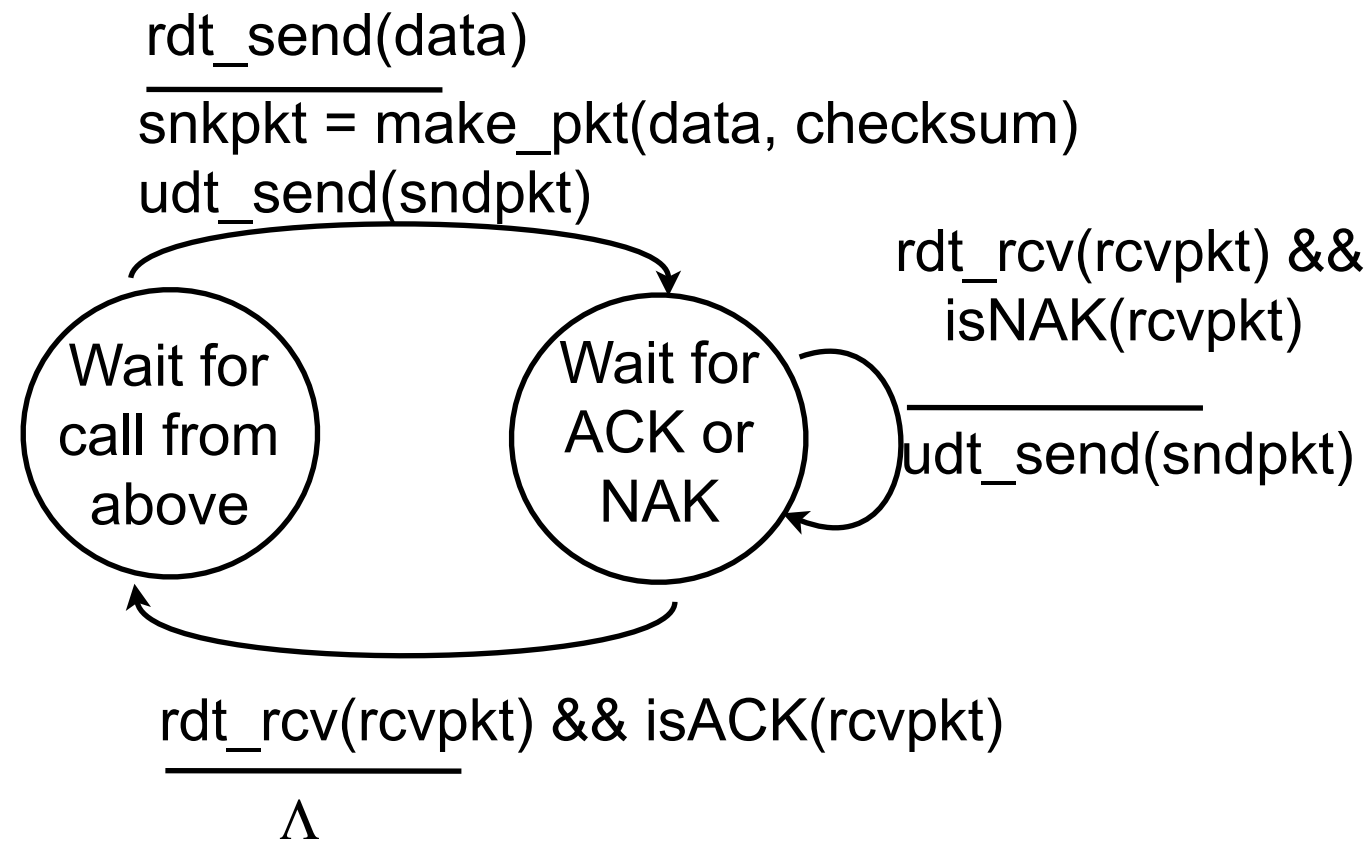 rdt_send(data)
snkpkt = make_pkt(data, checksum)
udt_send(sndpkt)
rdt_rcv(rcvpkt) &&
isNAK(rcvpkt)
udt_send(sndpkt)
Wait for
call from
above
Wait for
ACK or
NAK
rdt_rcv(rcvpkt) && isACK(rcvpkt)
Λ